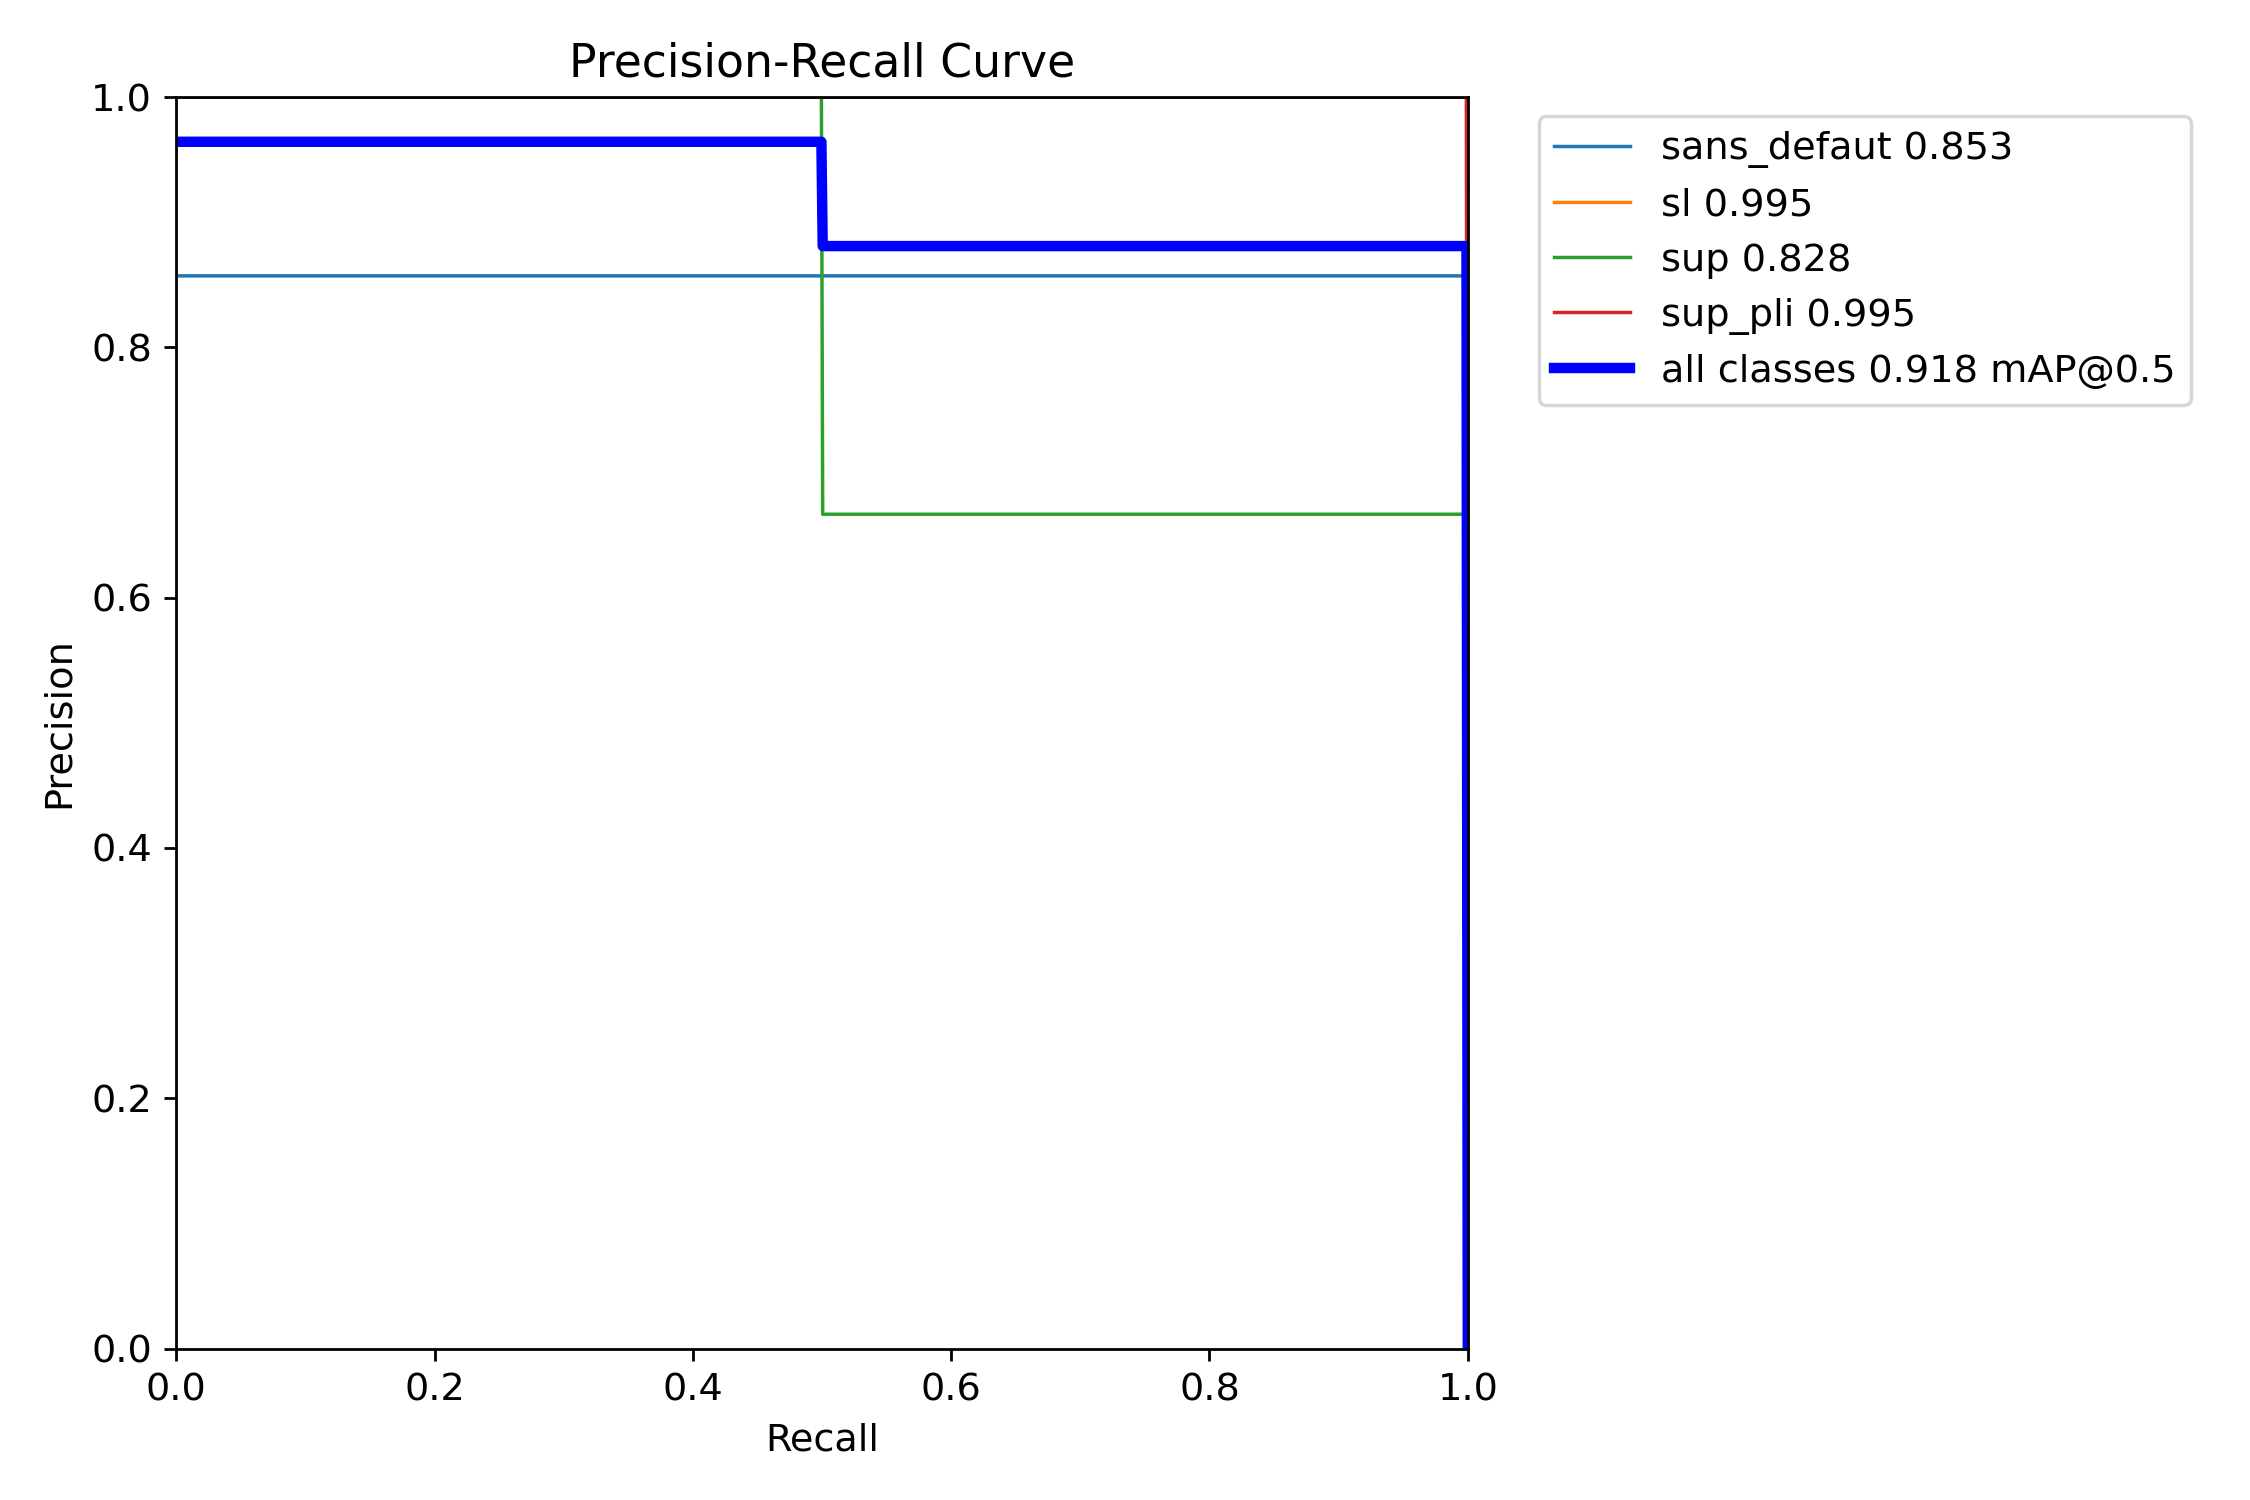 Precision-Recall Curve
1.0
0.8
0.6
0.4
0.2
0.0
Precision
0.0 0.2 0.4 0.6 0.8 1.0
Recall
sans_defaut 0.853
sl 0.995
sup 0.828
sup_pli 0.995
all classes 0.918 mAP@0.5